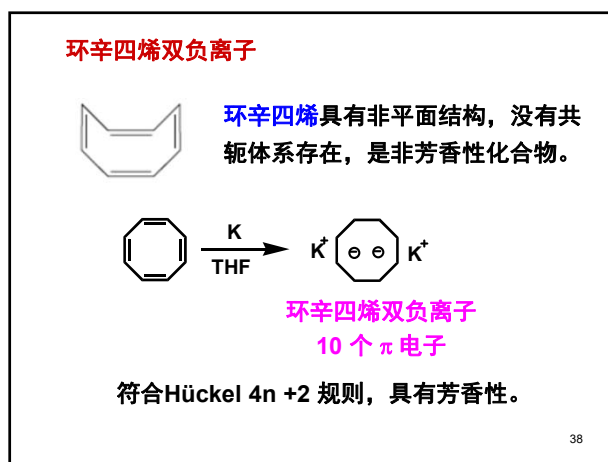 环辛四烯双负离子
环辛四烯具有非平面结构，没有共
轭体系存在，是非芳香性化合物。
K
THF
K+ ⊖ ⊖ K+
环辛四烯双负离子
10 个 π 电子
符合Hückel 4n +2 规则，具有芳香性。
38